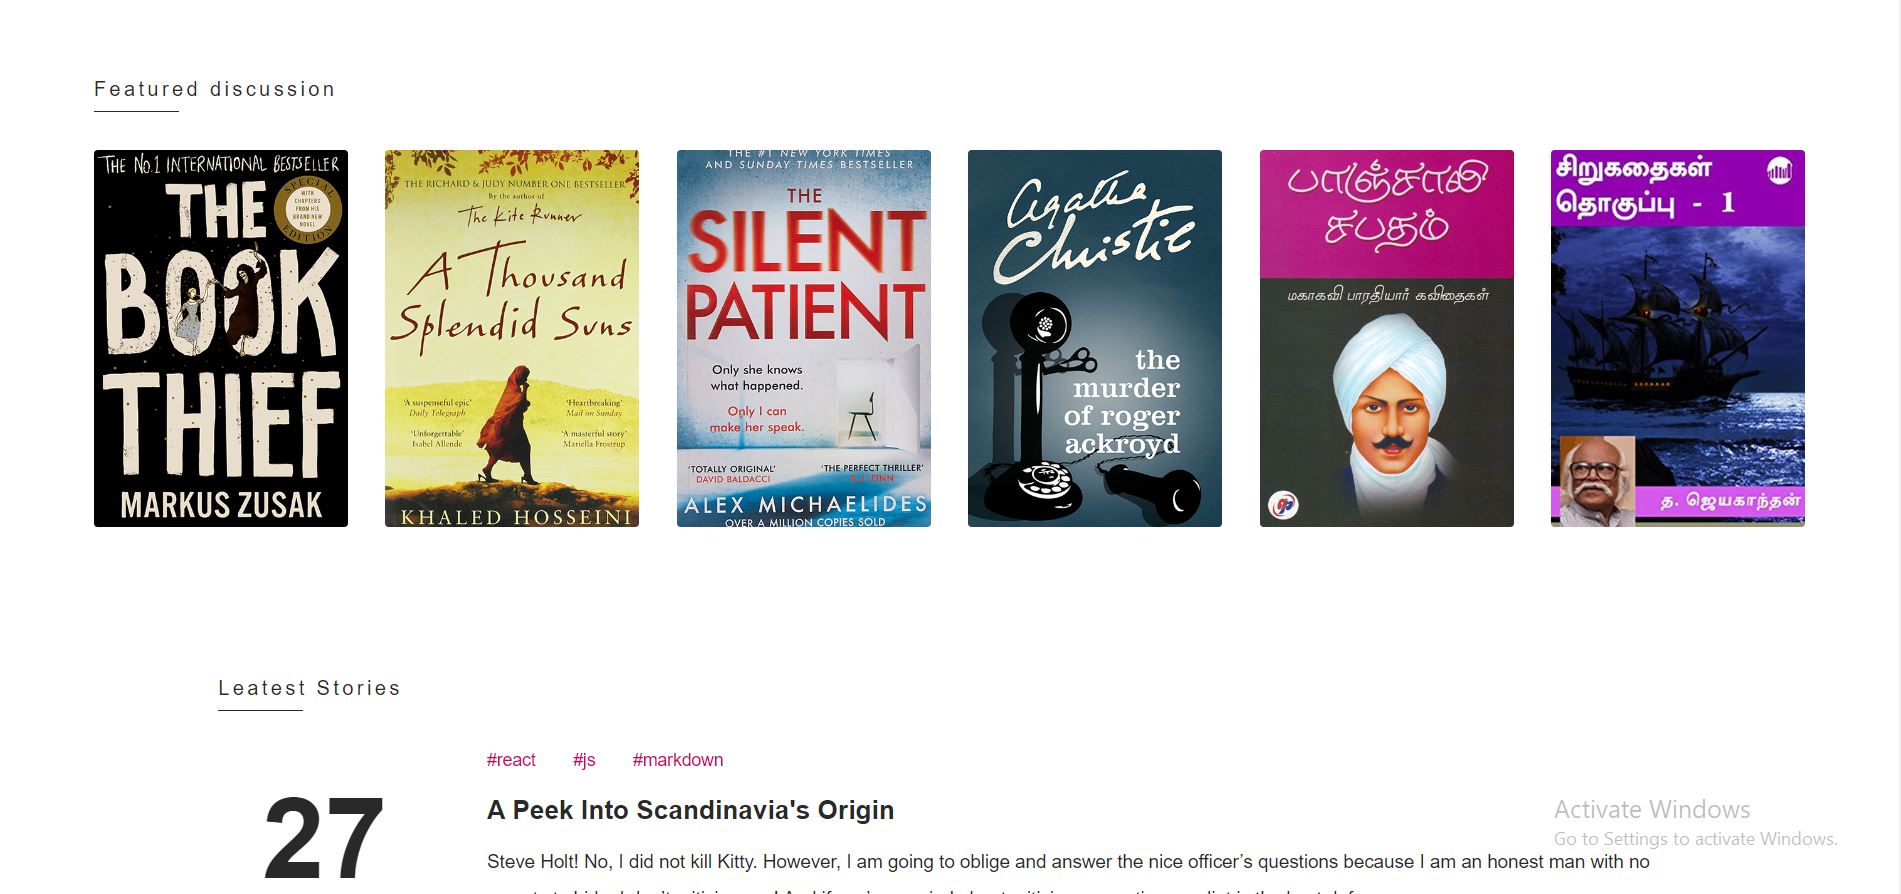 Featured discussion
THE No.1 INTERNATIONAL BESTSELLER
THE
SPECIAL EDITION
WITH
CHAPTERS
FROM HIS
BRAND NEW
NOVEL
BOOK
THIEF
MARKUS ZUSAK
THE RICHARD & JUDY NUMBER ONE BESTSELLER
By the author of
The Kite Runner
A Thousand
Splendid Suns
'A suspenseful epic'
Daily Telegraph
'Heartbreaking'
Mail on Sunday
'Unforgettable'
Isabel Allende
'A masterful story'
Mariella Frostrup
KHALED HOSSEINI
THE #1 NEW YORK TIMES
AND SUNDAY TIMES BESTSELLER
THE
SILENT
PATIENT
Only she knows
what happened.
Only I can
make her speak.
'TOTALLY ORIGINAL'
DAVID BALDACCI
'THE PERFECT THRILLER'
A.J. FINN
ALEX MICHAELIDES
OVER A MILLION COPIES SOLD
Agatha
Christie
the
murder
of roger
ackroyd
பாஞ்சாலி
சபதம்
மகாகவி பாரதியார் கவிதைகள்
சிறுகதைகள்
தொகுப்பு - 1
த. ஜெயகாந்தன்
Leatest Stories
#react #js #markdown
27
A Peek Into Scandinavia's Origin
Steve Holt! No, I did not kill Kitty. However, I am going to oblige and answer the nice officer's questions because I am an honest man with no
Activate Windows
Go to Settings to activate Windows.